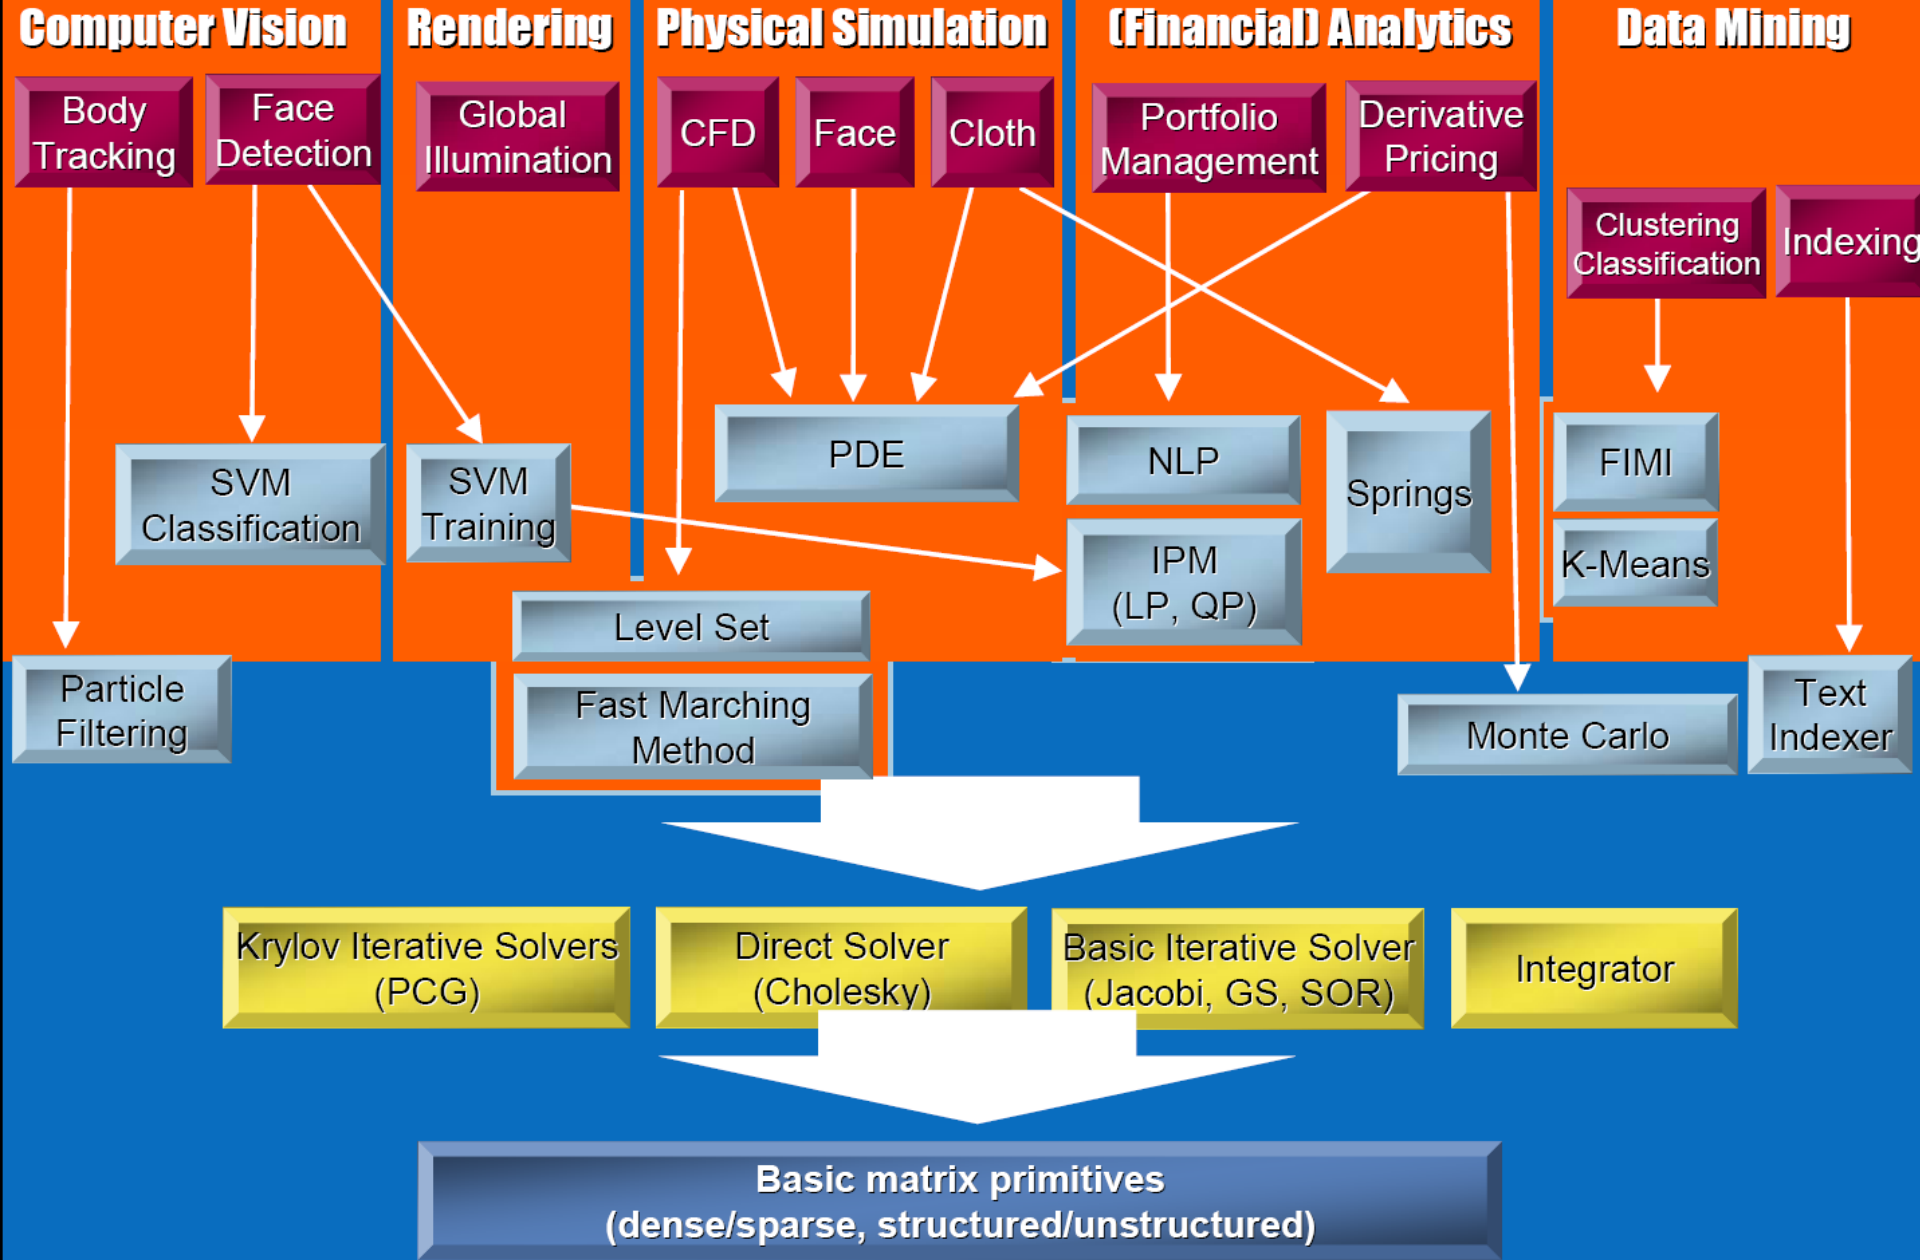 Computer Vision
Rendering
Physical Simulation
(Financial) Analytics
Data Mining
Body
Tracking
Face
Detection
Global
Illumination
CFD
Face
Cloth
Portfolio
Management
Derivative
Pricing
Clustering
Classification
Indexing
SVM
Classification
SVM
Training
PDE
NLP
IPM
(LP, QP)
Springs
FIMI
K-Means
Level Set
Fast Marching
Method
Particle
Filtering
Monte Carlo
Text
Indexer
Krylov Iterative Solvers
(PCG)
Direct Solver
(Cholesky)
Basic Iterative Solver
(Jacobi, GS, SOR)
Integrator
Basic matrix primitives
(dense/sparse, structured/unstructured)